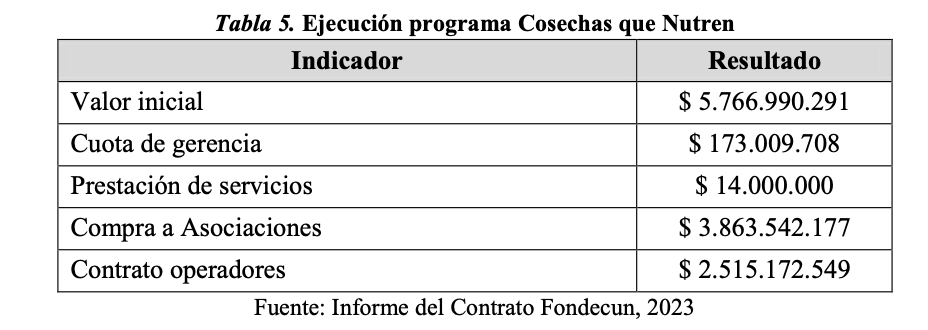 Tabla 5. Ejecución programa Cosechas que Nutren
Indicador Resultado
Valor inicial $ 5.766.990.291
Cuota de gerencia $ 173.009.708
Prestación de servicios $ 14.000.000
Compra a Asociaciones $ 3.863.542.177
Contrato operadores $ 2.515.172.549
Fuente: Informe del Contrato Fondecun, 2023